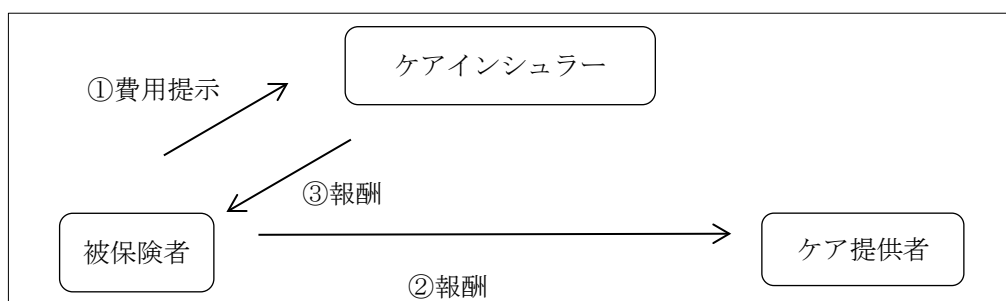 ケアインシュラー
①費用提示
③報酬
被保険者
ケア提供者
②報酬